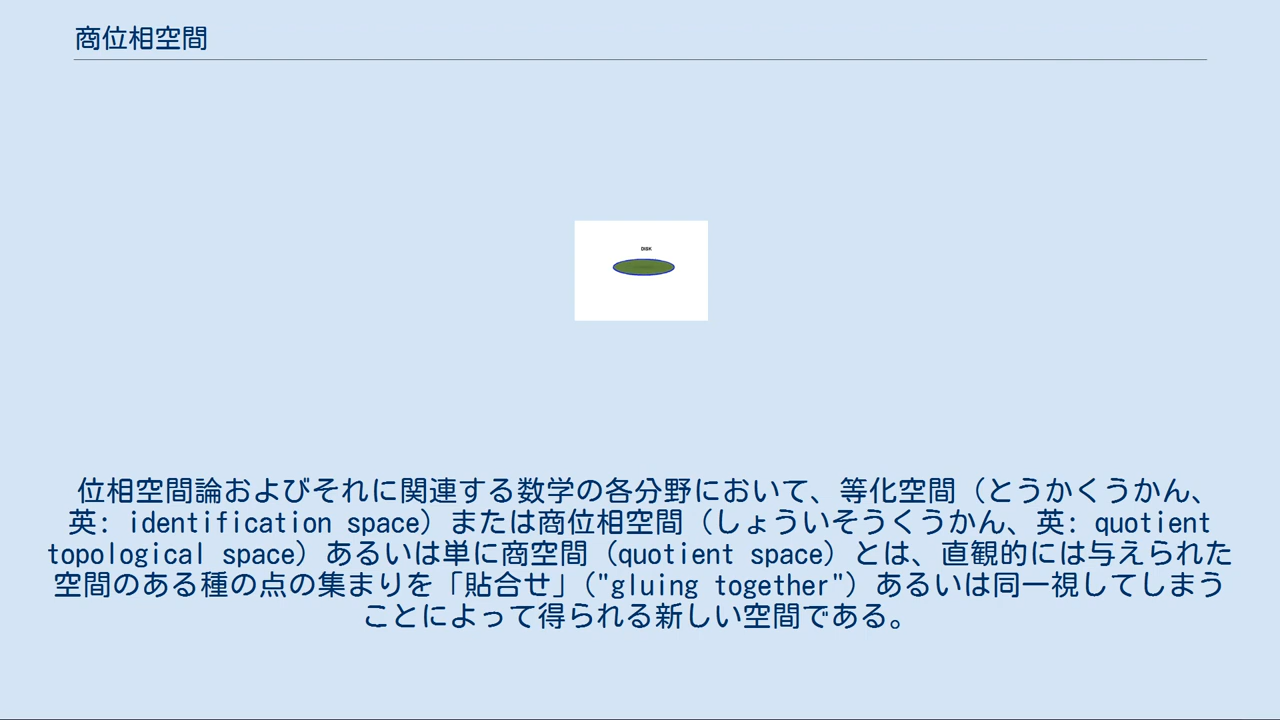 商位相空間
DISK
位相空間論およびそれに関連する数学の各分野において、等化空間（とうかくうかん、
英: identification space）または商位相空間（しょういそうくうかん、英: quotient
topological space）あるいは単に商空間（quotient space）とは、直観的には与えられた
空間のある種の点の集まりを「貼合せ」("gluing together"）あるいは同一視してしまう
ことによって得られる新しい空間である。